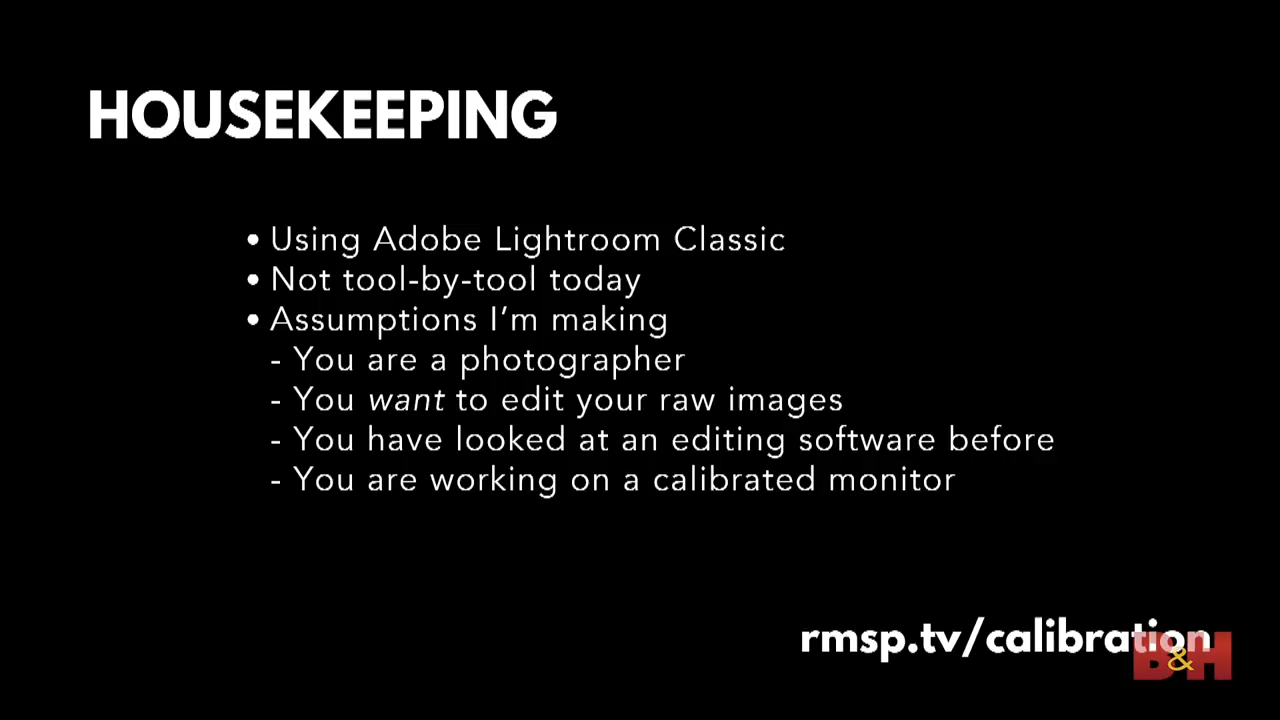 HOUSEKEEPING
• Using Adobe Lightroom Classic
• Not tool-by-tool today
• Assumptions I’m making
- You are a photographer
- You want to edit your raw images
- You have looked at an editing software before
- You are working on a calibrated monitor
rmsp.tv/calibration
B&H